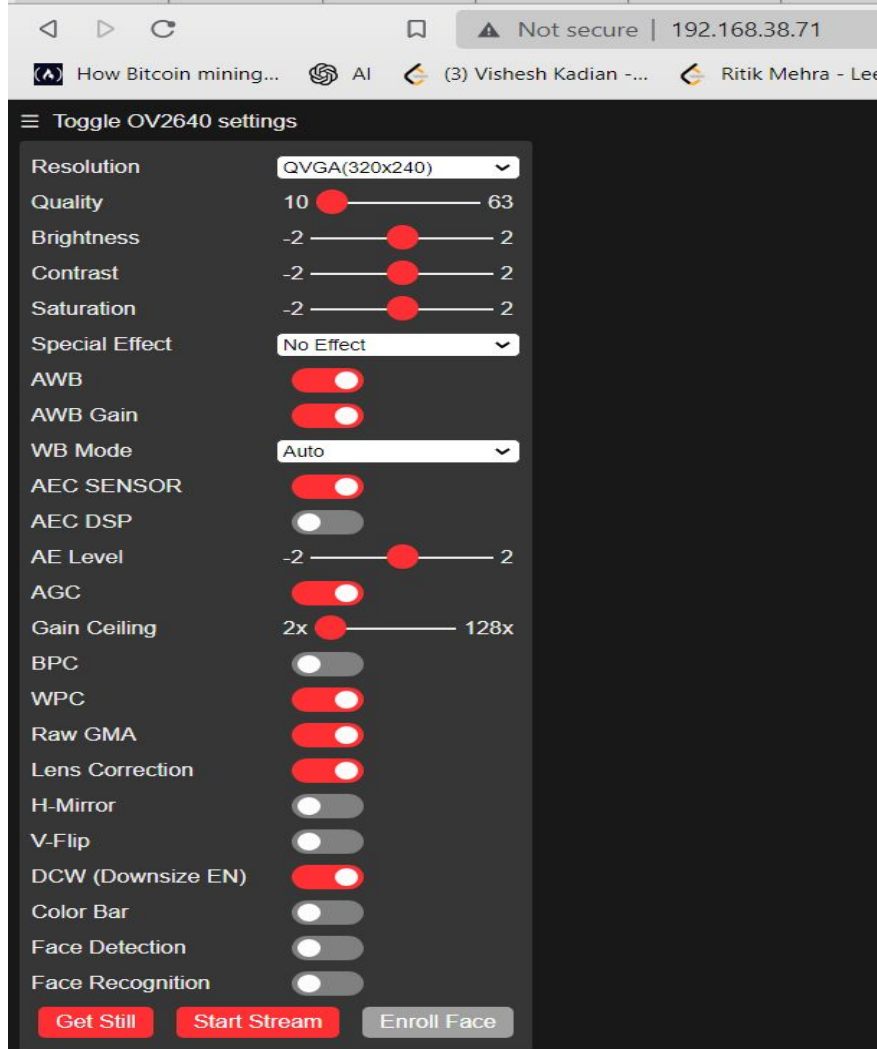 Not secure | 192.168.38.71
How Bitcoin mining... AI (3) Vishesh Kadian -... Ritik Mehra - Lee
Toggle OV2640 settings
Resolution QVGA(320x240)
Quality 10 63
Brightness -2 2
Contrast -2 2
Saturation -2 2
Special Effect No Effect
AWB
AWB Gain
WB Mode Auto
AEC SENSOR
AEC DSP
AE Level -2 2
AGC
Gain Ceiling 2x 128x
BPC
WPC
Raw GMA
Lens Correction
H-Mirror
V-Flip
DCW (Downsize EN)
Color Bar
Face Detection
Face Recognition
Get Still Start Stream Enroll Face